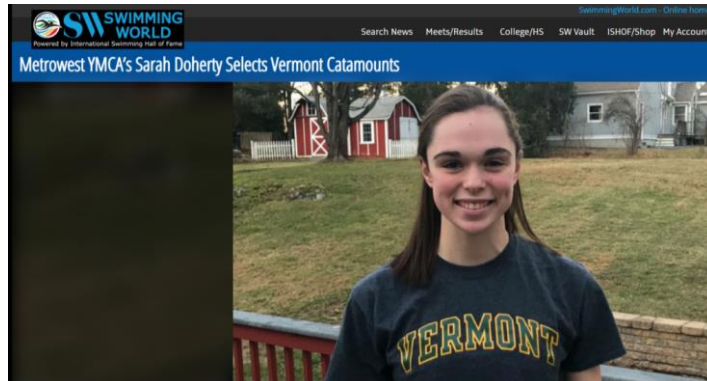 SwimmingWorld.com - Online home
SW SWIMMING WORLD
Powered by International Swimming Hall of Fame
Search News Meets/Results College/HS SW Vault ISHOF/Shop My Account
Metrowest YMCA's Sarah Doherty Selects Vermont Catamounts
VERMONT